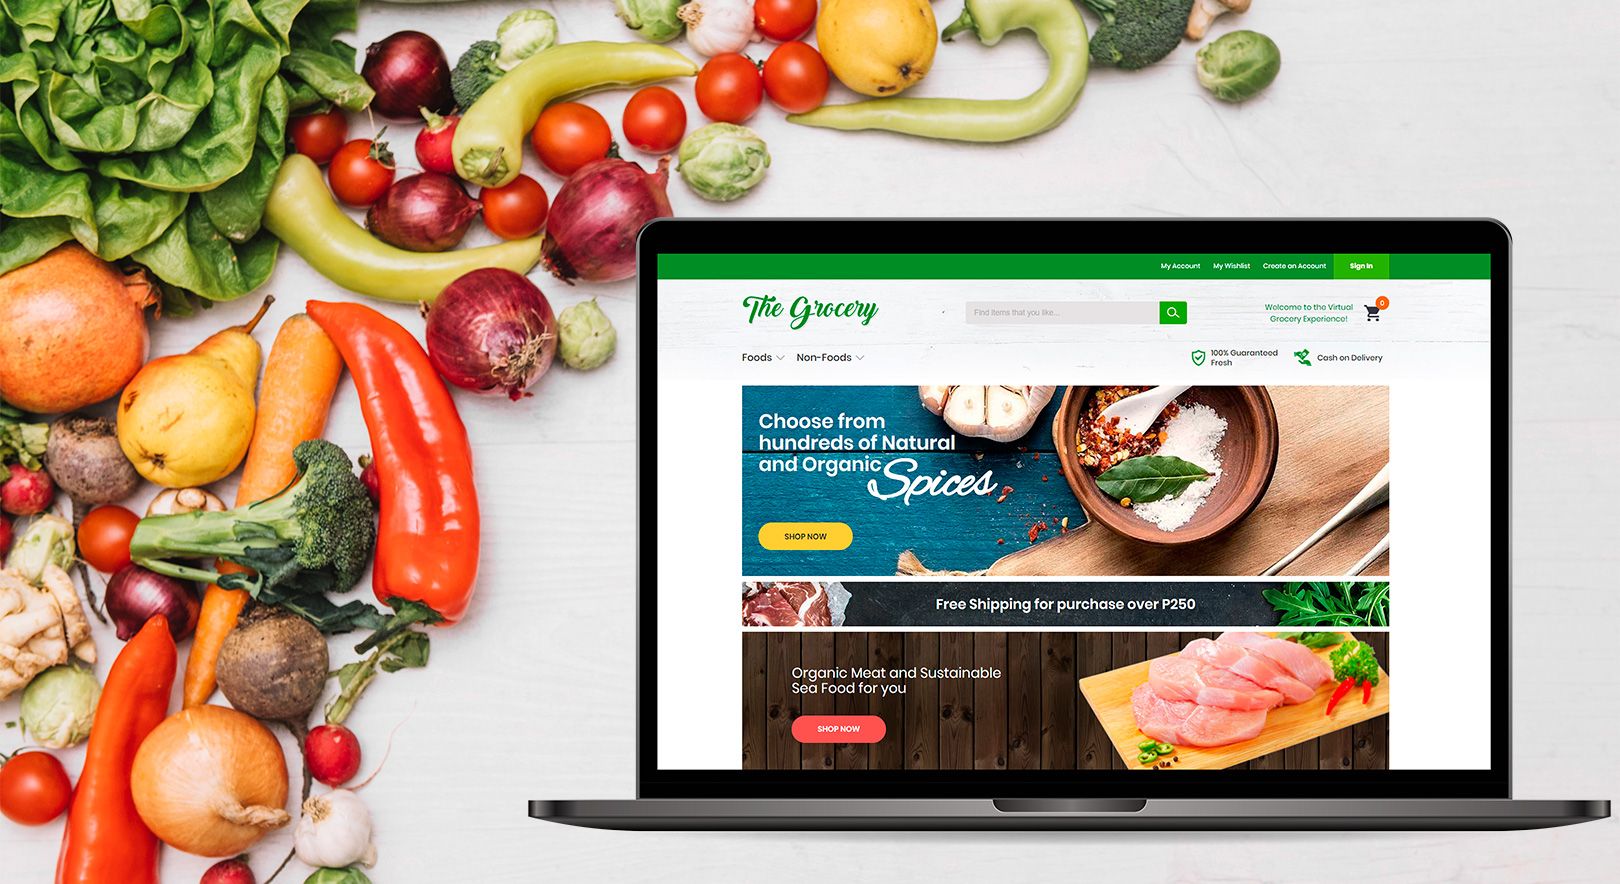 My Account My Wishlist Create an Account Sign In
The Grocery
Find items that you like...
Welcome to the Virtual
Grocery Experience!
0
Foods Non-Foods
100% Guaranteed
Fresh
Cash on Delivery
Choose from
hundreds of Natural
and Organic
Spices
SHOP NOW
Free Shipping for purchase over P250
Organic Meat and Sustainable
Sea Food for you
SHOP NOW